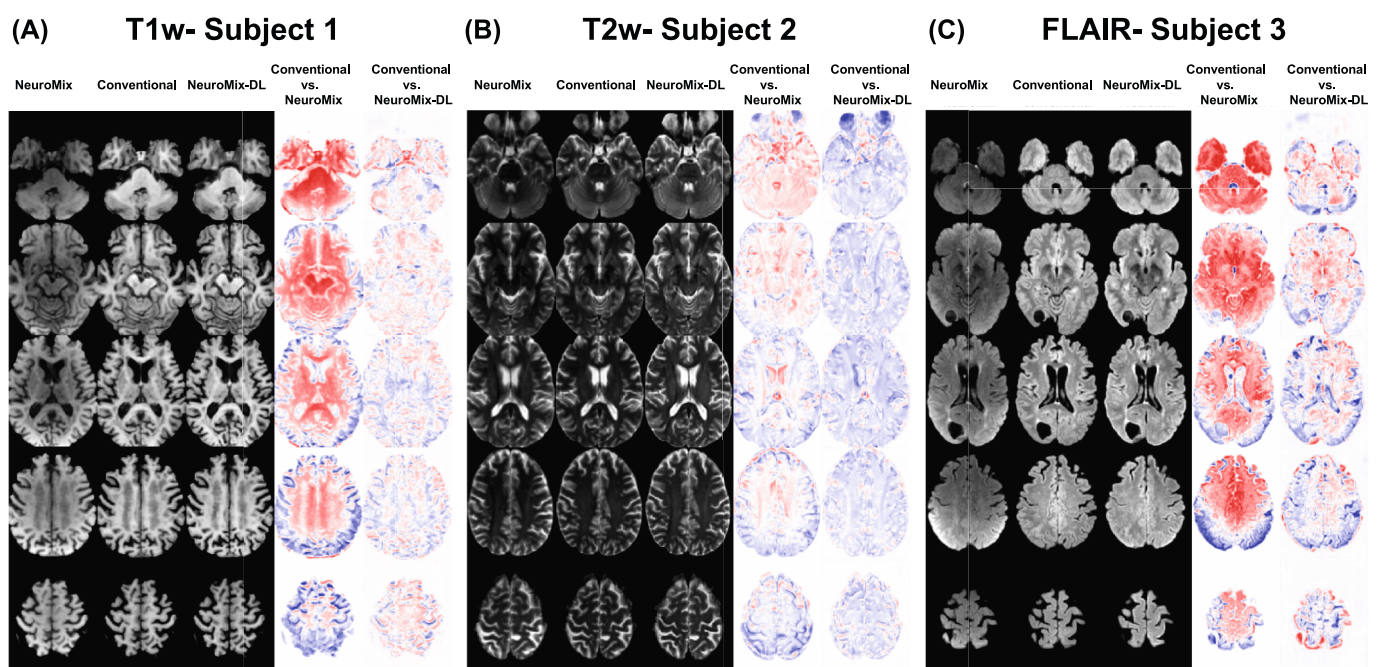 (A) T1w- Subject 1
NeuroMix
Conventional
NeuroMix-DL
Conventional
vs.
NeuroMix
Conventional
vs.
NeuroMix-DL
(B) T2w- Subject 2
NeuroMix
Conventional
NeuroMix-DL
Conventional
vs.
NeuroMix
Conventional
vs.
NeuroMix-DL
(C) FLAIR- Subject 3
NeuroMix
Conventional
NeuroMix-DL
Conventional
vs.
NeuroMix
Conventional
vs.
NeuroMix-DL